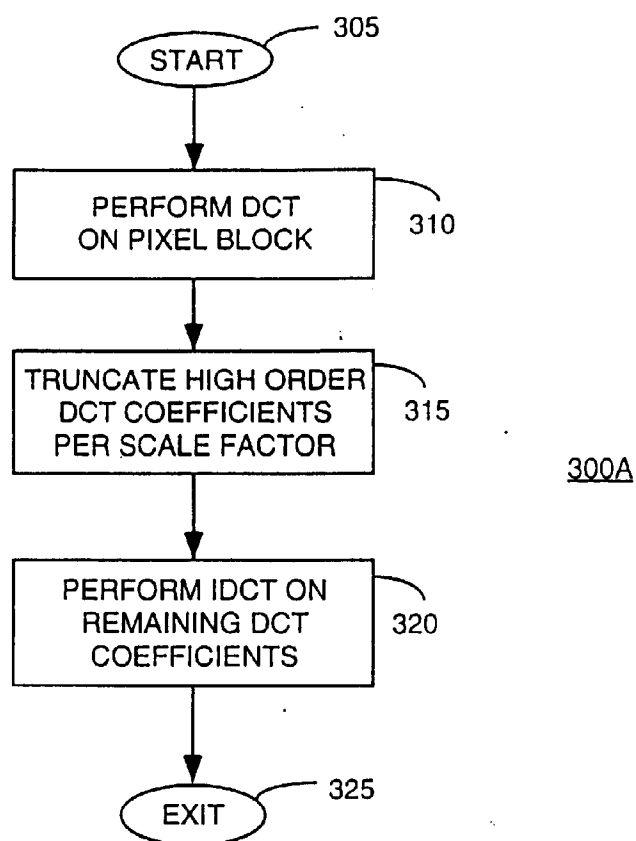 START
305
PERFORM DCT
ON PIXEL BLOCK
310
TRUNCATE HIGH ORDER
DCT COEFFICIENTS
PER SCALE FACTOR
315
300A
PERFORM IDCT ON
REMAINING DCT
COEFFICIENTS
320
EXIT
325